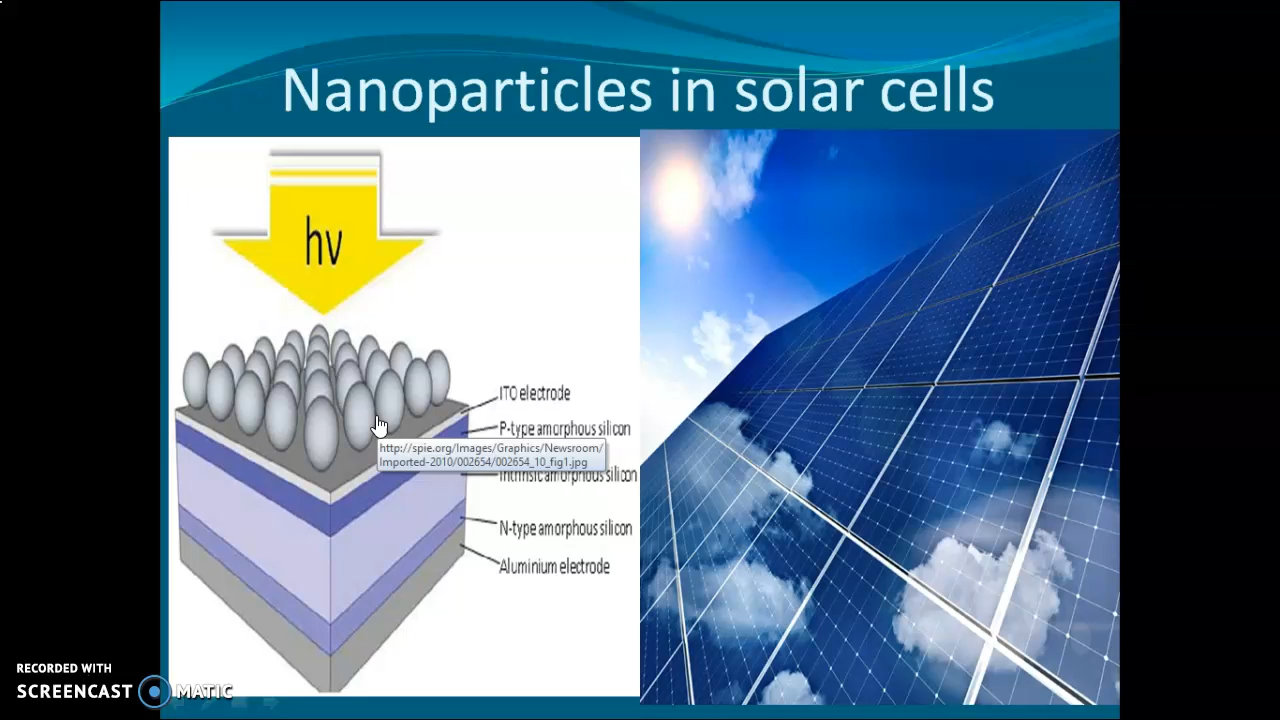 Nanoparticles in solar cells
hν
ITO electrode
P-type amorphous silicon
http://spie.org/Images/Graphics/Newsroom/
Imported-2010/002654/002654_10_fig1.jpg
Intrinsic amorphous silicon
N-type amorphous silicon
Aluminium electrode
RECORDED WITH
SCREENCAST MATIC